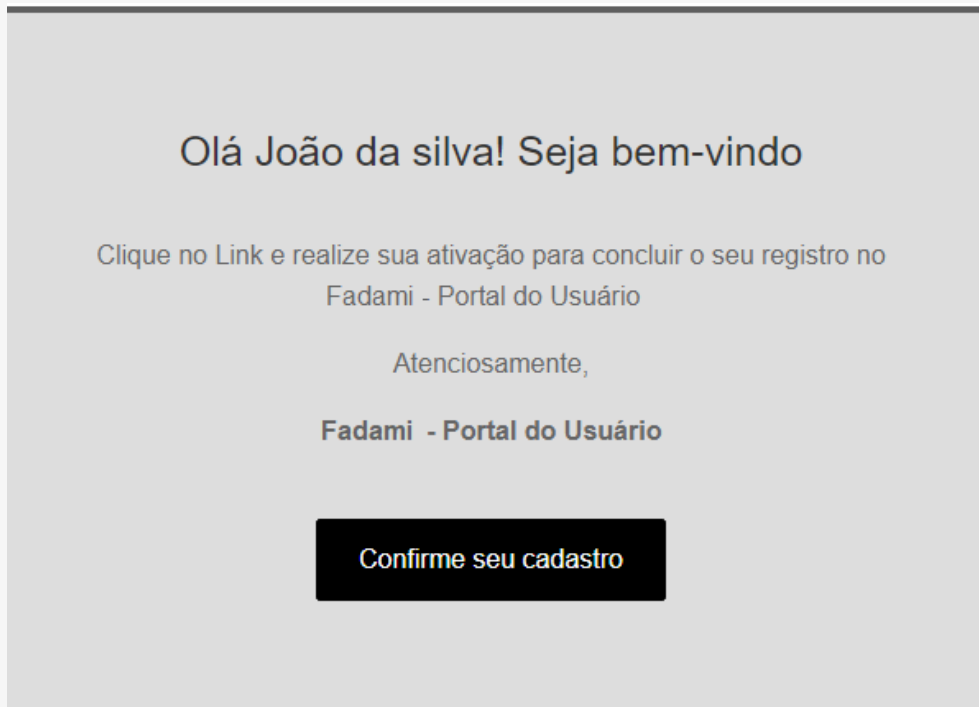 Olá João da silva! Seja bem-vindo
Clique no Link e realize sua ativação para concluir o seu registro no
Fadami - Portal do Usuário
Atenciosamente,
Fadami  - Portal do Usuário
Confirme seu cadastro